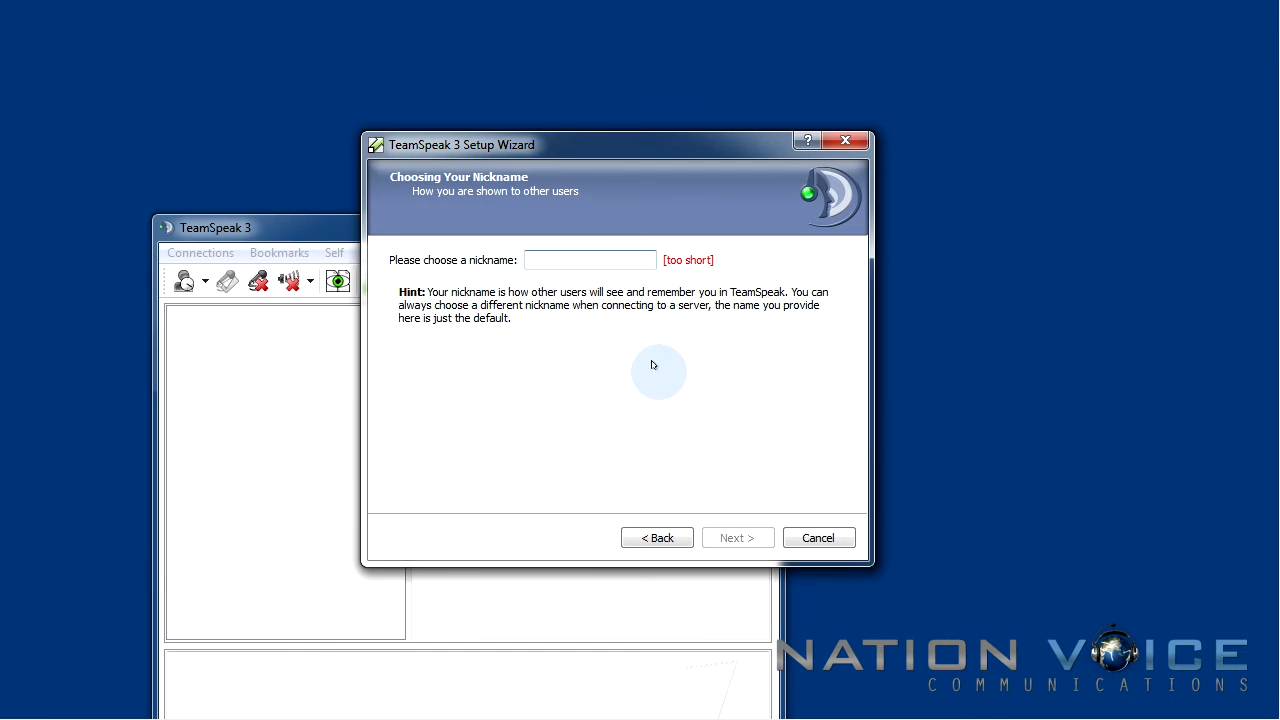 TeamSpeak 3 Setup Wizard
?
Choosing Your Nickname
How you are shown to other users
TeamSpeak 3
Connections Bookmarks Self
Please choose a nickname: [too short]
Hint: Your nickname is how other users will see and remember you in TeamSpeak. You can
always choose a different nickname when connecting to a server, the name you provide
here is just the default.
< Back Next > Cancel
NATION VOICE
COMMUNICATIONS